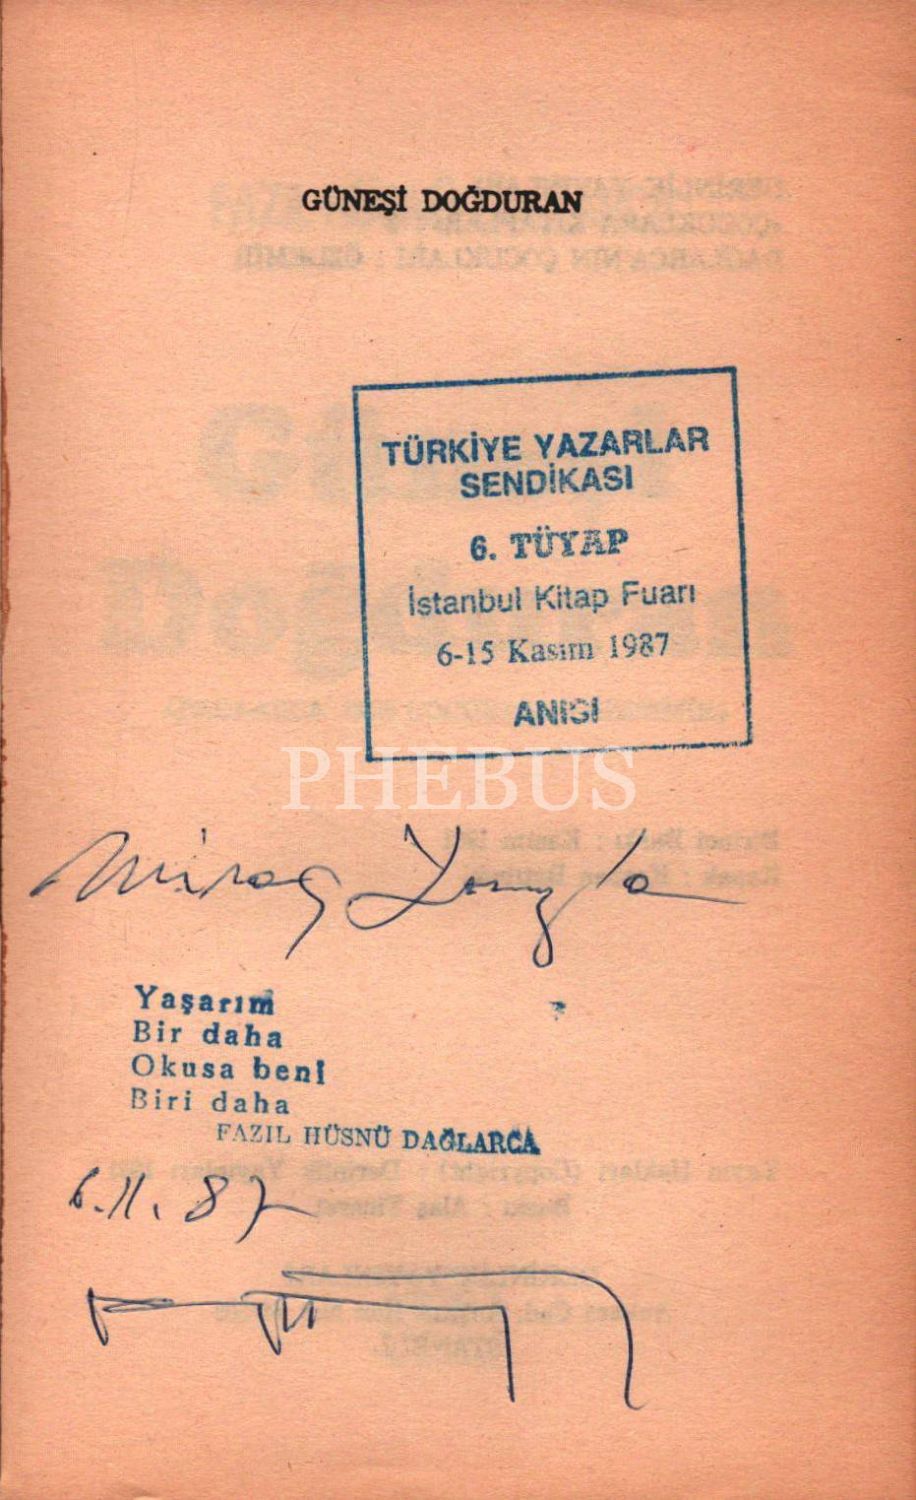 GÜNEŞİ DOĞDURAN
TÜRKİYE YAZARLAR
SENDİKASI
6. TÜYAP
İstanbul Kitap Fuarı
6-15 Kasım 1987
ANISI
PHEBUS
Yaşarım
Bir daha
Okusa beni
Biri daha
FAZIL HÜSNÜ DAĞLARCA
6.11.87